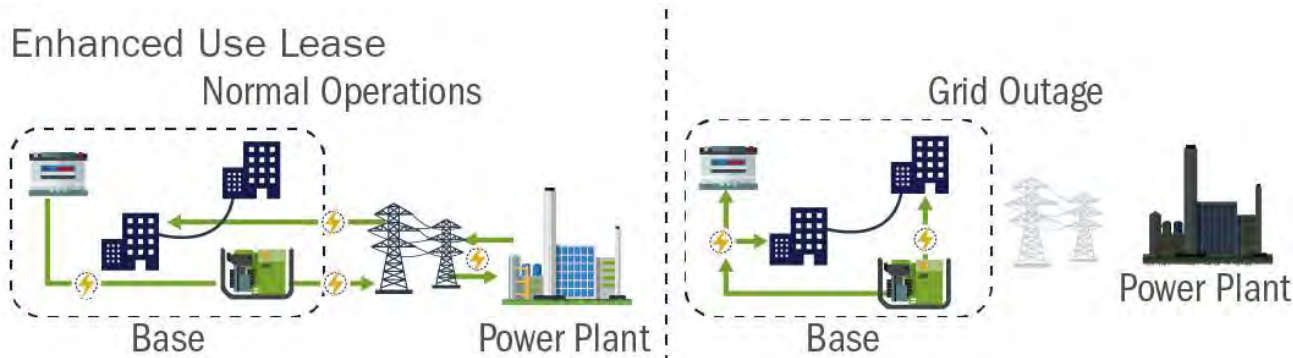 Enhanced Use Lease
Normal Operations
Base
Power Plant
Grid Outage
Base
Power Plant